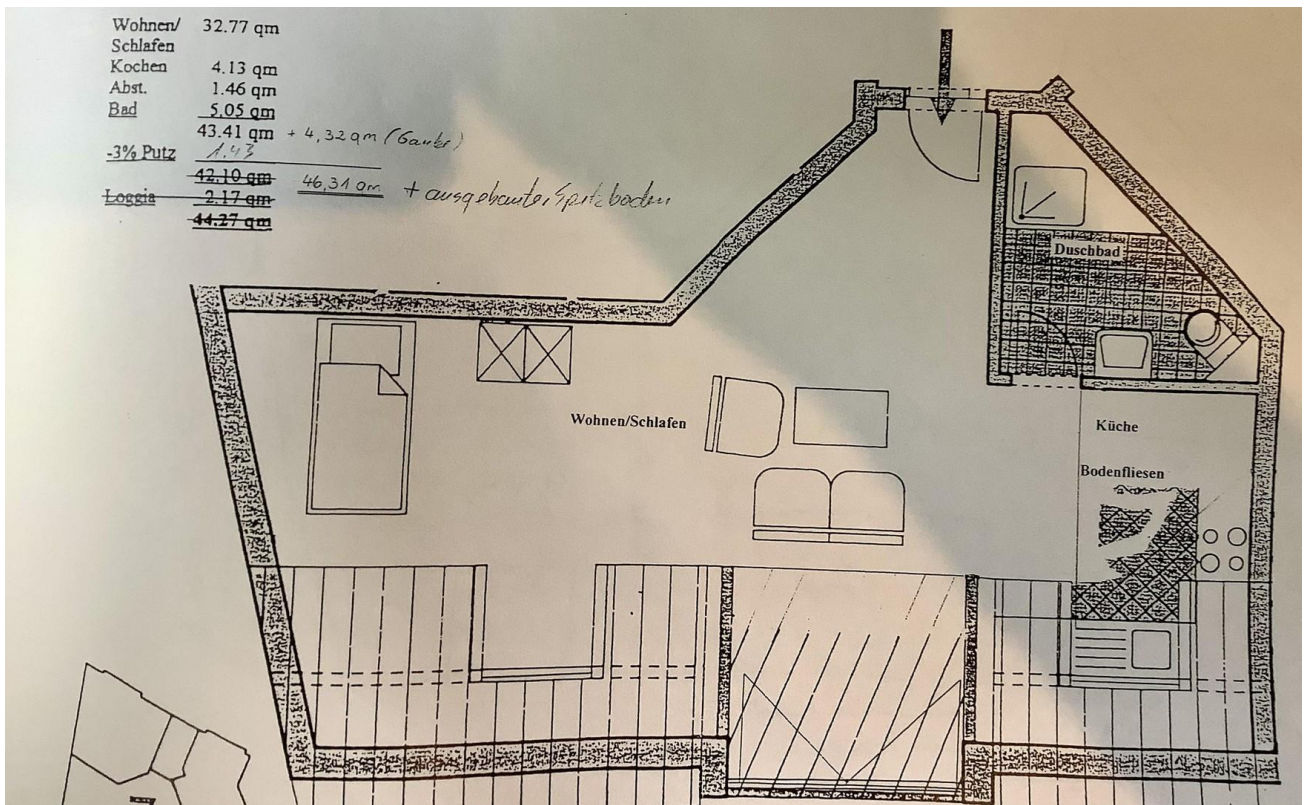 Wohnen/ 32.77 qm
Schlafen
Kochen 4.13 qm
Abst. 1.46 qm
Bad 5.05 qm
43.41 qm + 4,32 qm (Gaube)
-3% Putz 1,43
42.10 qm 46,31 qm + ausgebauter Spitzboden
Loggia 2.17 qm
44.27 qm
Duschbad
Wohnen/Schlafen
Küche
Bodenfliesen